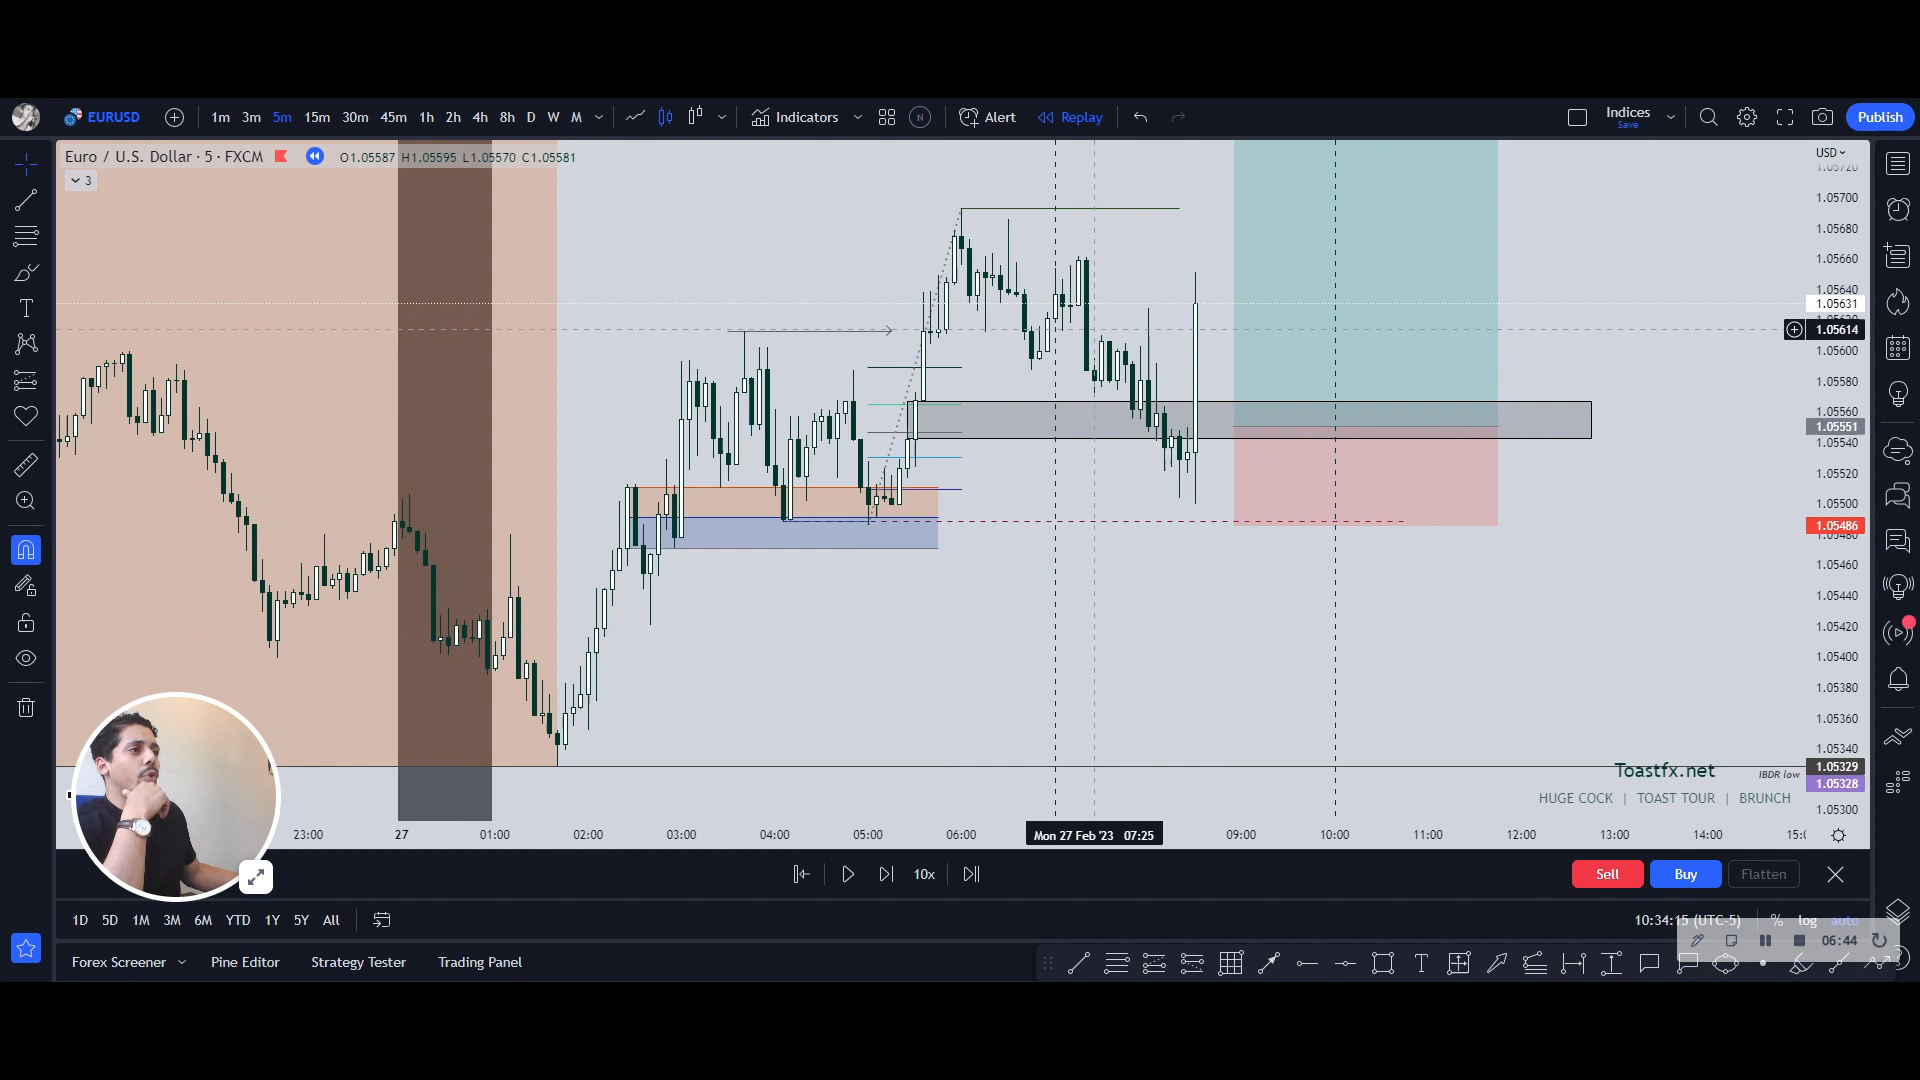 EURUSD 1m 3m 5m 15m 30m 45m 1h 2h 4h 8h D W M Indicators N Alert Replay Indices Save Publish
Euro / U.S. Dollar · 5 · FXCM O1.05587 H1.05595 L1.05570 C1.05581
3
USD
1.05720
1.05700
1.05680
1.05660
1.05640
1.05631
1.05614
1.05600
1.05580
1.05560
1.05551
1.05540
1.05520
1.05500
1.05486
1.05480
1.05460
1.05440
1.05420
1.05400
1.05380
1.05360
1.05340
1.05329
1.05328
1.05300
Toastfx.net
IBDR low
HUGE COCK | TOAST TOUR | BRUNCH
23:00 27 01:00 02:00 03:00 04:00 05:00 06:00 Mon 27 Feb '23 07:25 09:00 10:00 11:00 12:00 13:00 14:00
10x Sell Buy Flatten
1D 5D 1M 3M 6M YTD 1Y 5Y All 10:34:15 (UTC-5) % log auto
06:44
Forex Screener Pine Editor Strategy Tester Trading Panel